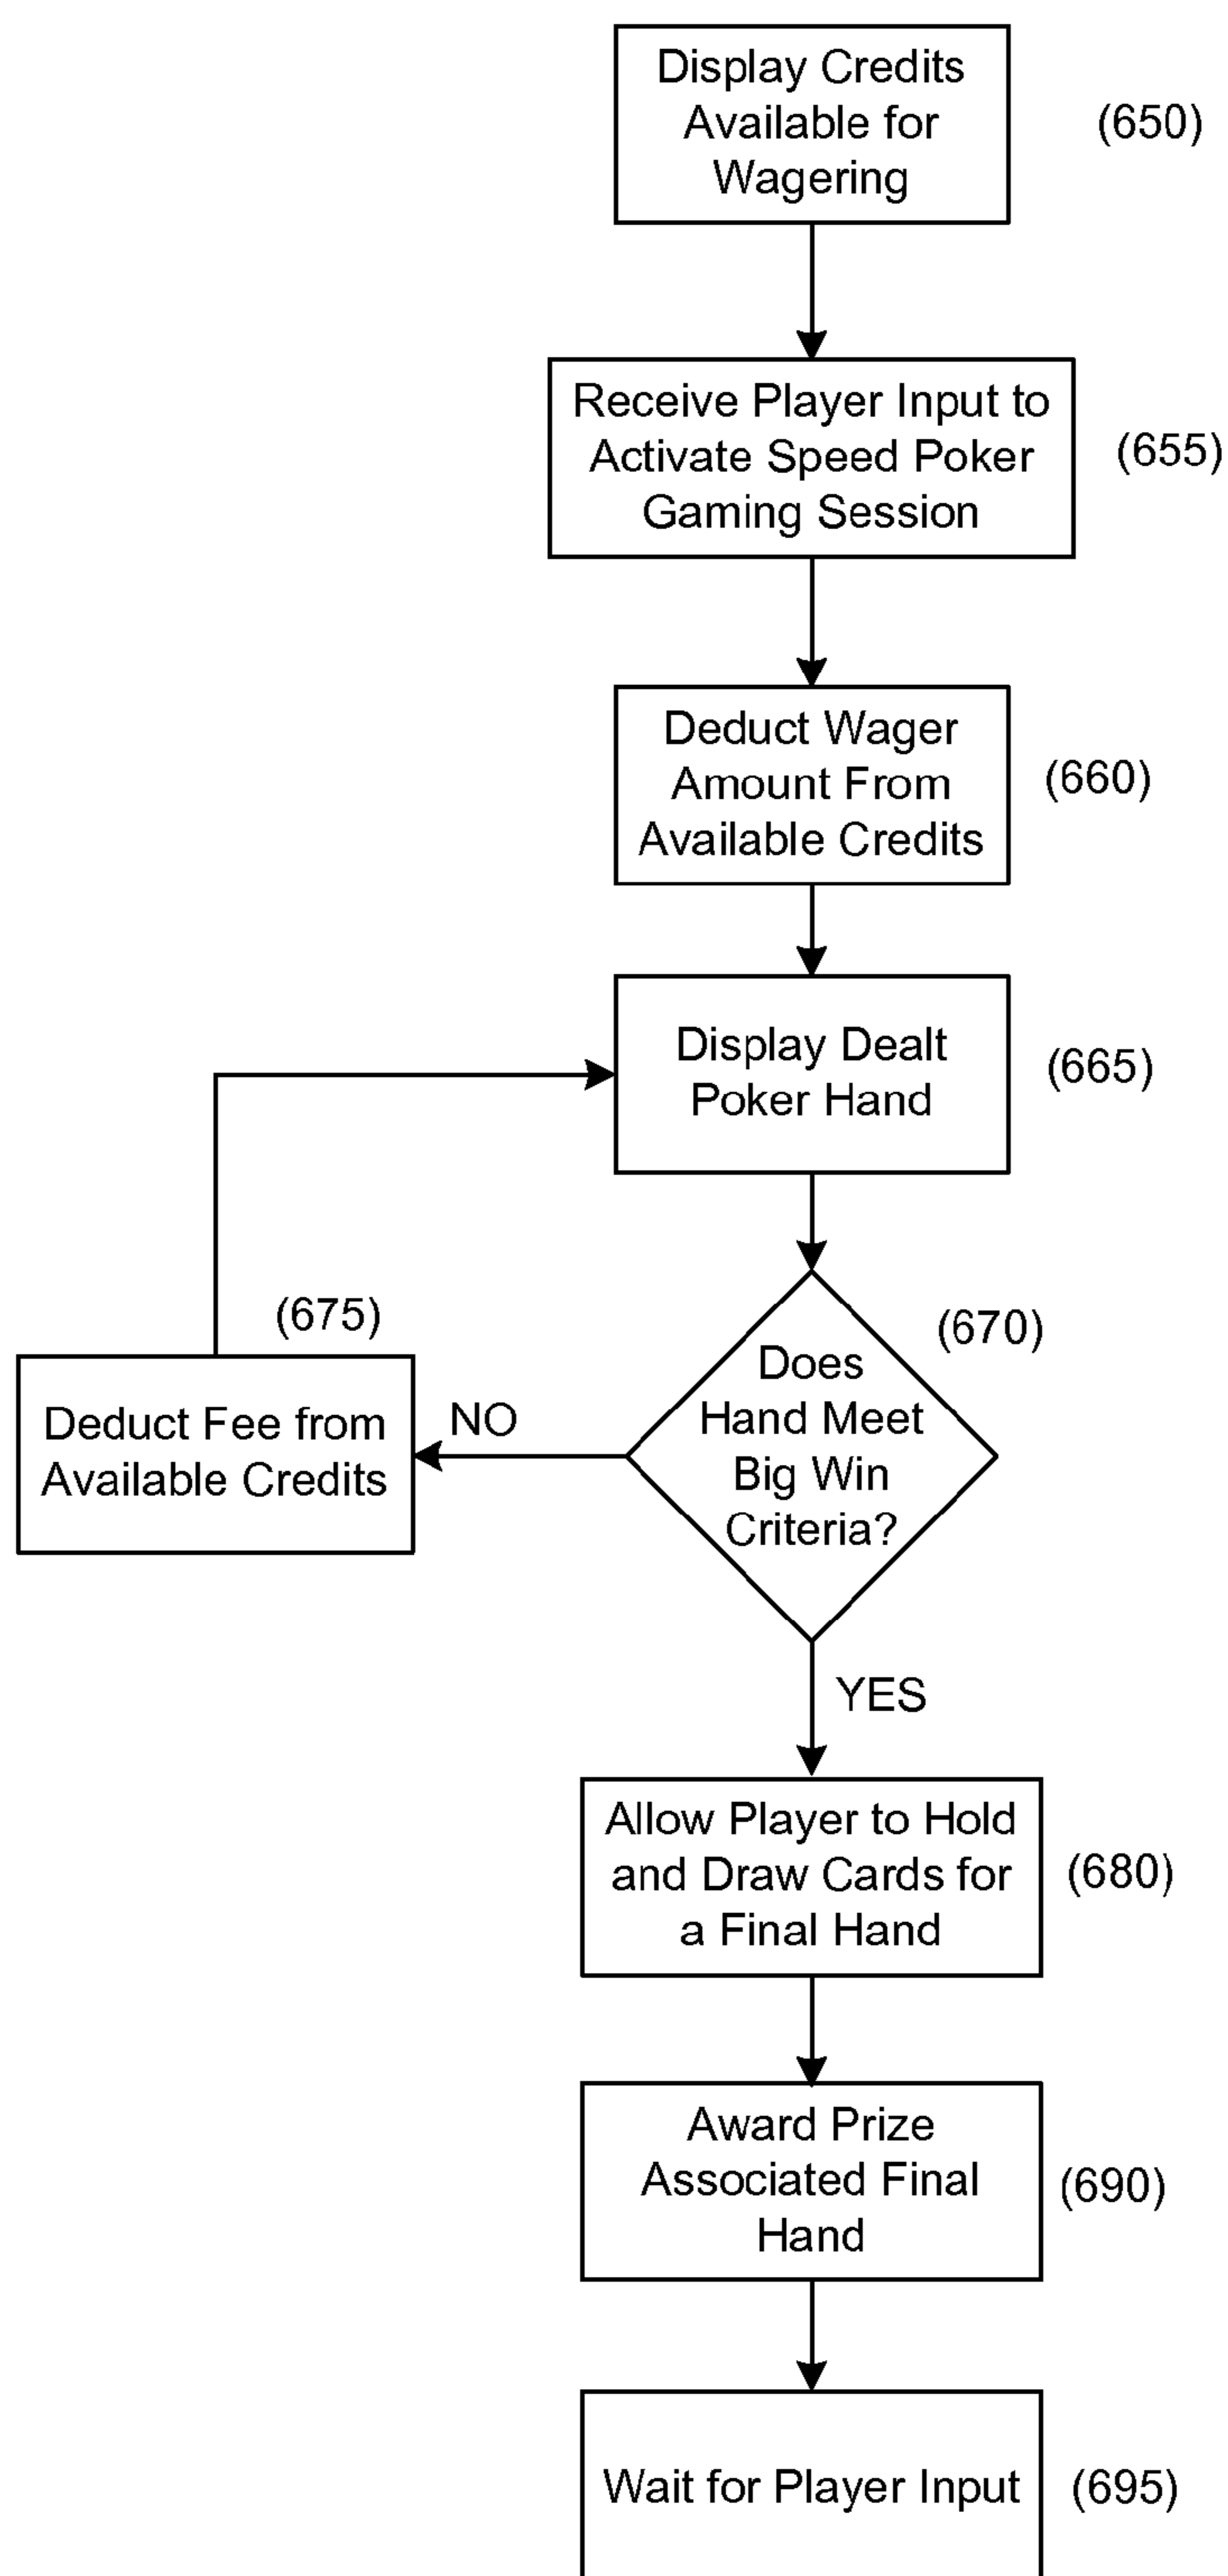 Display Credits
Available for
Wagering
(650)
Receive Player Input to
Activate Speed Poker
Gaming Session
(655)
Deduct Wager
Amount From
Available Credits
(660)
Display Dealt
Poker Hand
(665)
Does
Hand Meet
Big Win
Criteria?
(670)
NO
(675)
Deduct Fee from
Available Credits
YES
Allow Player to Hold
and Draw Cards for
a Final Hand
(680)
Award Prize
Associated Final
Hand
(690)
Wait for Player Input
(695)